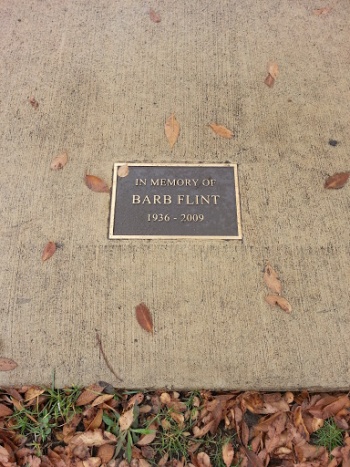 IN MEMORY OF
BARB FLINT
1936 - 2009